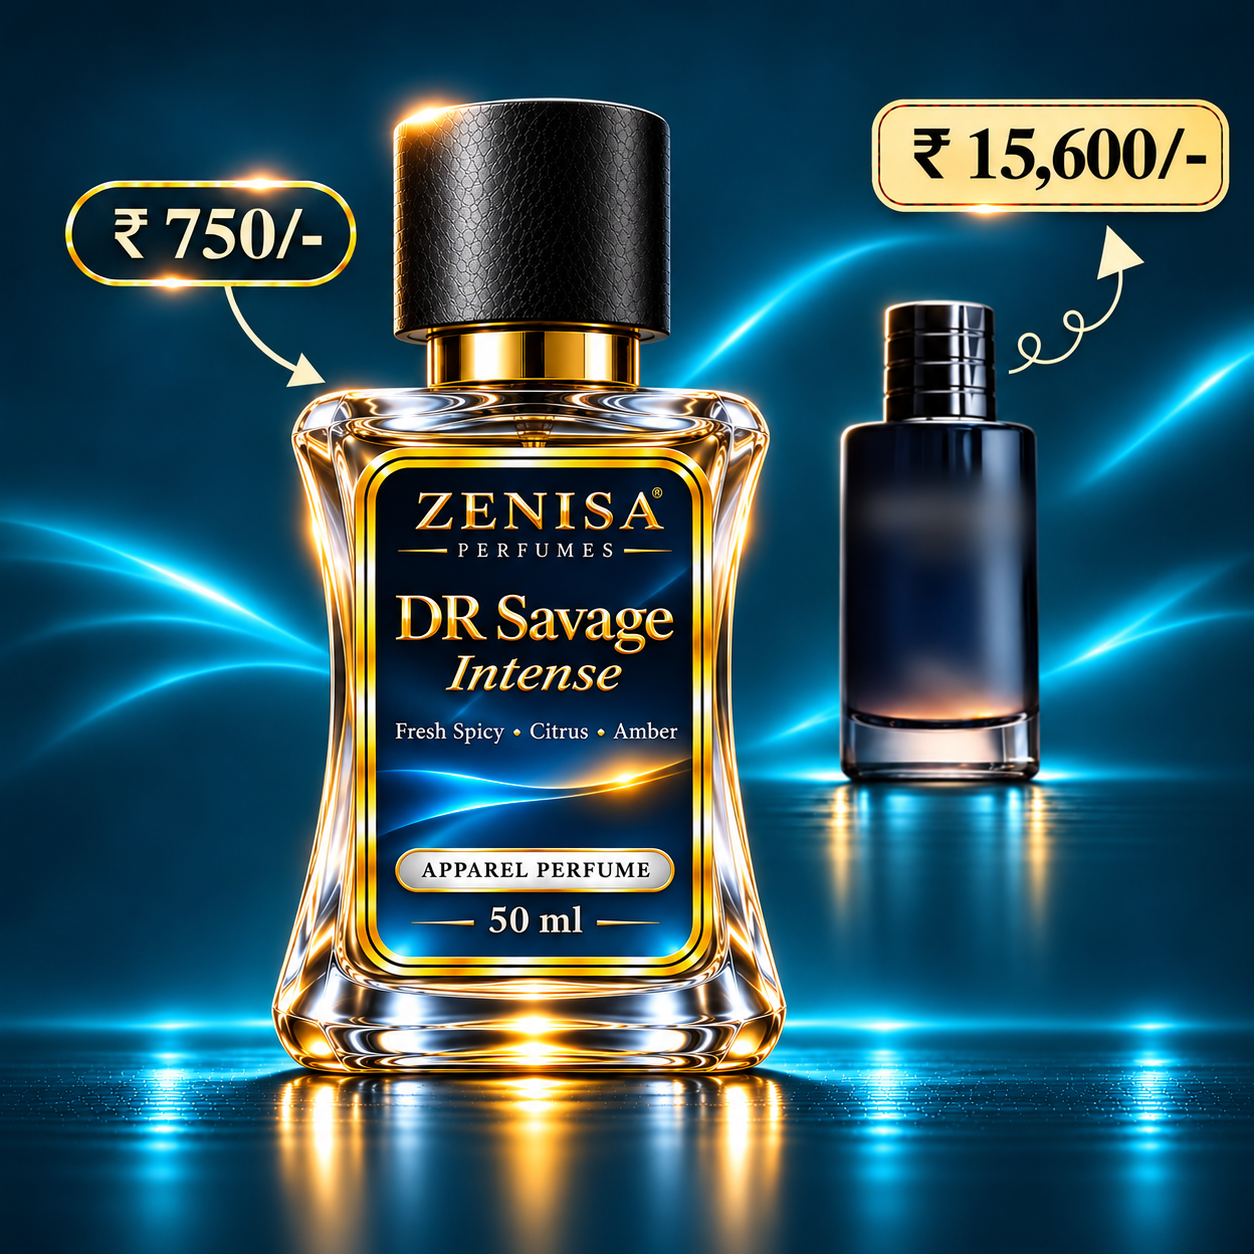 ₹ 15,600/-
₹ 750/-
ZENISA®
PERFUMES
DR Savage
Intense
Fresh Spicy • Citrus • Amber
APPAREL PERFUME
50 ml